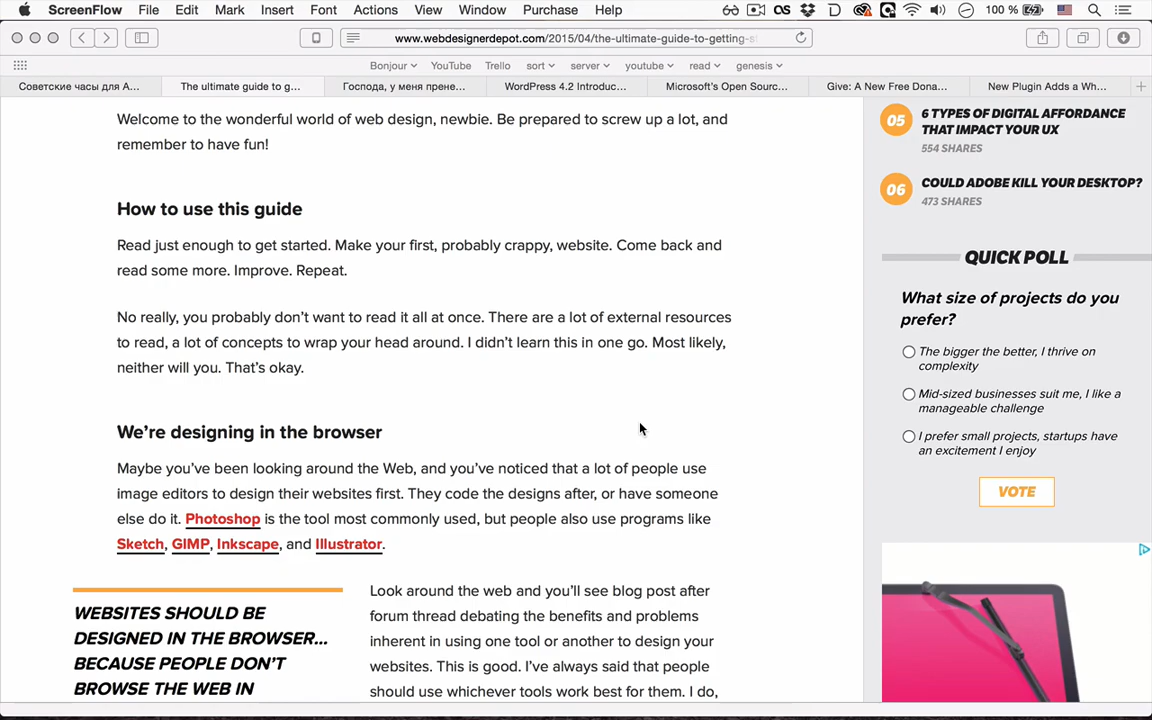 ScreenFlow File Edit Mark Insert Font Actions View Window Purchase Help 100 %
www.webdesignerdepot.com/2015/04/the-ultimate-guide-to-getting-s
Bonjour YouTube Trello sort server youtube read genesis
Советские часы для А... The ultimate guide to g... Господа, у меня прене... WordPress 4.2 Introduc... Microsoft's Open Sourc... Give: A New Free Dona... New Plugin Adds a Wh...
Welcome to the wonderful world of web design, newbie. Be prepared to screw up a lot, and
remember to have fun!
How to use this guide
Read just enough to get started. Make your first, probably crappy, website. Come back and
read some more. Improve. Repeat.
No really, you probably don't want to read it all at once. There are a lot of external resources
to read, a lot of concepts to wrap your head around. I didn't learn this in one go. Most likely,
neither will you. That's okay.
We're designing in the browser
Maybe you've been looking around the Web, and you've noticed that a lot of people use
image editors to design their websites first. They code the designs after, or have someone
else do it. Photoshop is the tool most commonly used, but people also use programs like
Sketch, GIMP, Inkscape, and Illustrator.
WEBSITES SHOULD BE
DESIGNED IN THE BROWSER...
BECAUSE PEOPLE DON'T
BROWSE THE WEB IN
Look around the web and you'll see blog post after
forum thread debating the benefits and problems
inherent in using one tool or another to design your
websites. This is good. I've always said that people
should use whichever tools work best for them. I do,
05 6 TYPES OF DIGITAL AFFORDANCE
THAT IMPACT YOUR UX
554 SHARES
06 COULD ADOBE KILL YOUR DESKTOP?
473 SHARES
QUICK POLL
What size of projects do you
prefer?
The bigger the better, I thrive on
complexity
Mid-sized businesses suit me, I like a
manageable challenge
I prefer small projects, startups have
an excitement I enjoy
VOTE